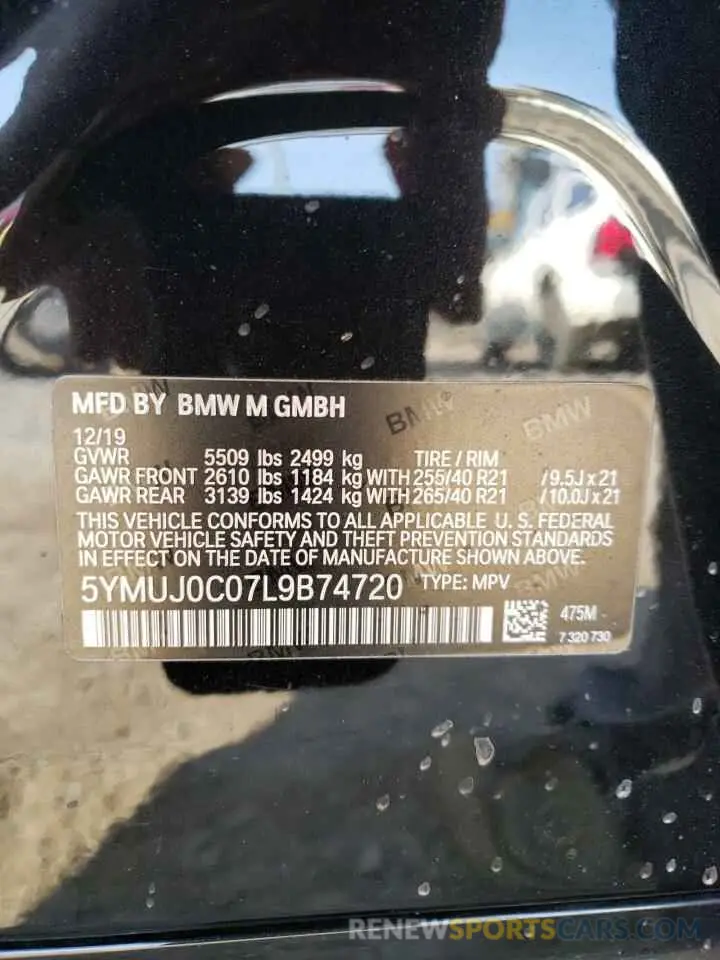 MFD BY BMW M GMBH
12/19
GVWR 5509 lbs 2499 kg TIRE / RIM
GAWR FRONT 2610 lbs 1184 kg WITH 255/40 R21 / 9.5J x 21
GAWR REAR 3139 lbs 1424 kg WITH 265/40 R21 / 10.0J x 21
THIS VEHICLE CONFORMS TO ALL APPLICABLE U. S. FEDERAL
MOTOR VEHICLE SAFETY AND THEFT PREVENTION STANDARDS
IN EFFECT ON THE DATE OF MANUFACTURE SHOWN ABOVE.
5YMUJ0C07L9B74720 TYPE: MPV
475M
7 320 730
BMW
BMW
RENEWSPORTSCAR.COM